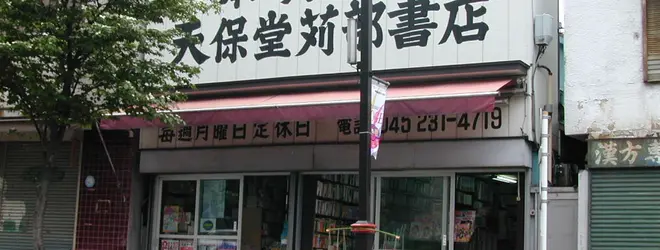 天保堂苅部書店
毎週月曜日定休日 電話 045 231-4719
漢方専